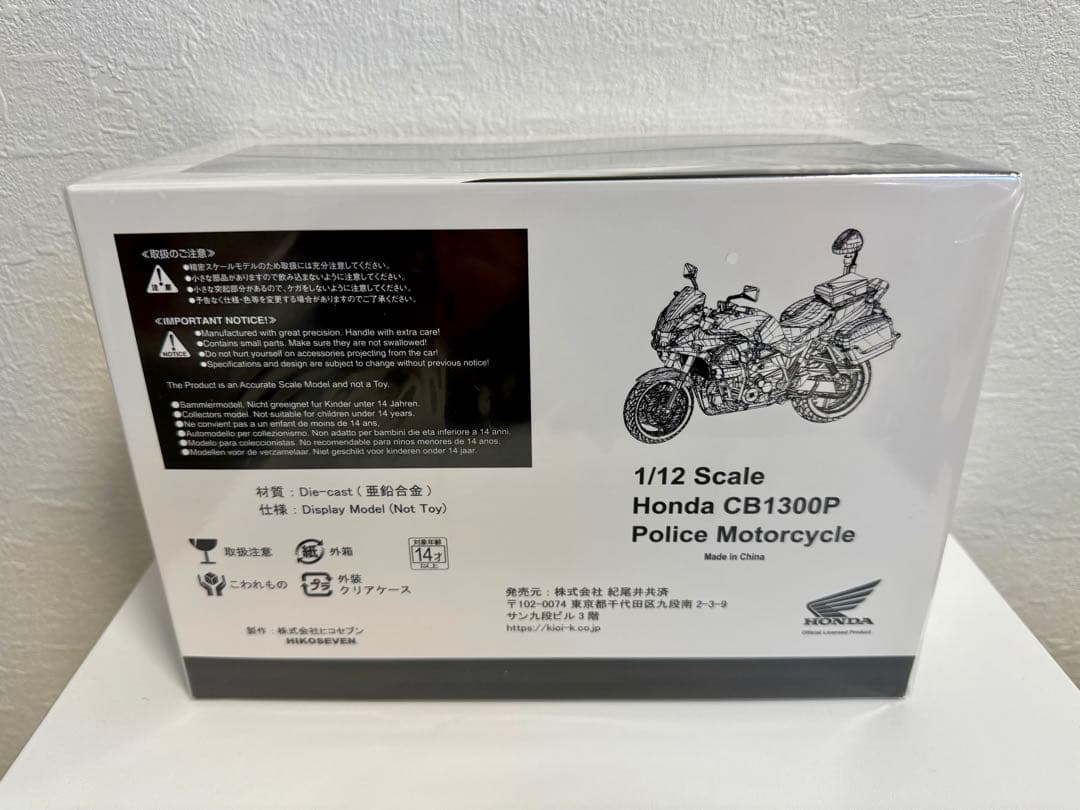 ≪取扱のご注意≫
注意
●精密スケールモデルのため取扱には充分注意してください。
●小さな部品がありますので飲み込まないように注意してください。
●小さな突起部分があるので、ケガをしないように注意してください。
●予告なく仕様・色等を変更する場合がありますのでご了承ください。
≪IMPORTANT NOTICE!≫
NOTICE
●Manufactured with great precision. Handle with extra care!
●Contains small parts. Make sure they are not swallowed!
●Do not hurt yourself on accessories projecting from the car!
●Specifications and design are subject to change without previous notice!
The Product is an Accurate Scale Model and not a Toy.
●Sammlermodell. Nicht greeignet fur Kinder unter 14 Jahren.
●Collectors model. Not suitable for children under 14 years.
●Ne convient pas a un enfant de moins de 14 ans.
●Automodello per collezionismo. Non adatto per bambini die eta inferiore a 14 anni.
●Modelo para coleccionistas. No recomendable para ninos menores de 14 anos.
●Modellen voor de verzamelaar. Niet geschikt voor kinderen onder 14 jaar.
材質：Die-cast（亜鉛合金）
仕様：Display Model (Not Toy)
取扱注意
紙
外箱
対象年齢
14才
以上
こわれもの
プラ
外装
クリアケース
製作：株式会社ヒコセブン
HIKOSEVEN
1/12 Scale
Honda CB1300P
Police Motorcycle
Made in China
発売元：株式会社 紀尾井共済
〒102-0074 東京都千代田区九段南 2-3-9
サン九段ビル 3 階
https://kioi-k.co.jp
HONDA
Official Licensed Product